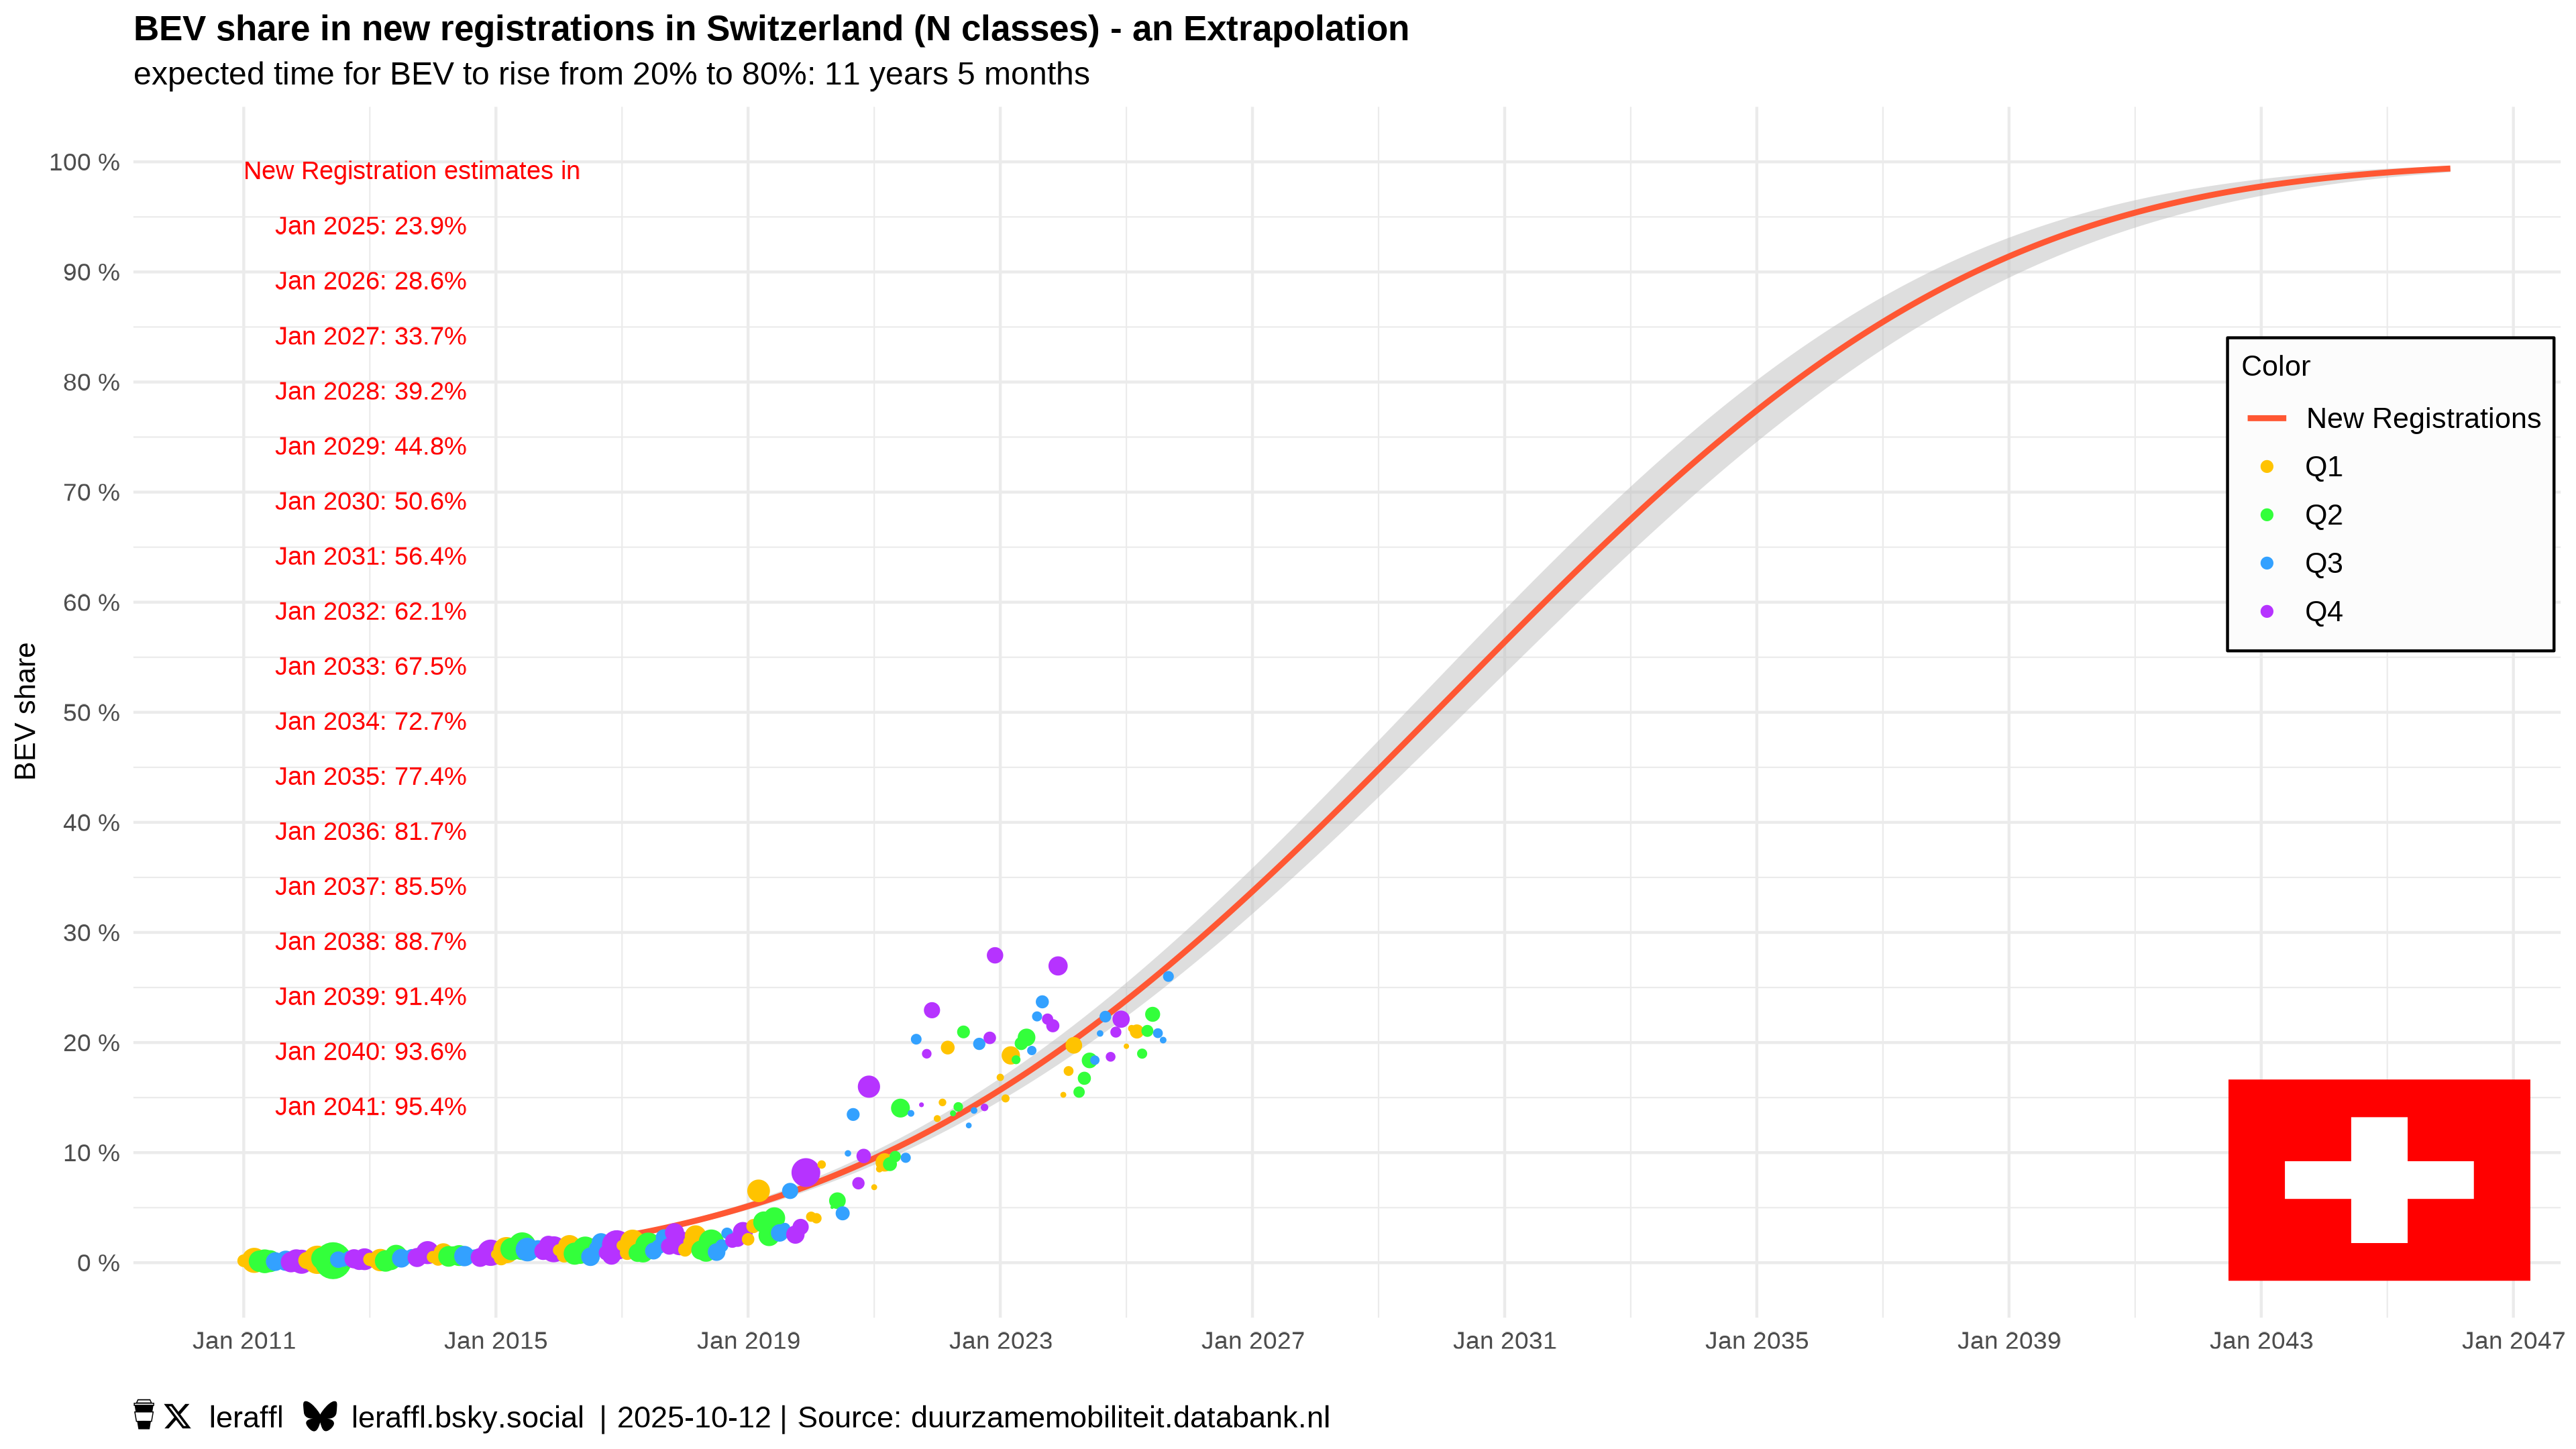 BEV share in new registrations in Switzerland (N classes) - an Extrapolation
expected time for BEV to rise from 20% to 80%: 11 years 5 months
BEV share
100 %
90 %
80 %
70 %
60 %
50 %
40 %
30 %
20 %
10 %
0 %
New Registration estimates in
Jan 2025: 23.9%
Jan 2026: 28.6%
Jan 2027: 33.7%
Jan 2028: 39.2%
Jan 2029: 44.8%
Jan 2030: 50.6%
Jan 2031: 56.4%
Jan 2032: 62.1%
Jan 2033: 67.5%
Jan 2034: 72.7%
Jan 2035: 77.4%
Jan 2036: 81.7%
Jan 2037: 85.5%
Jan 2038: 88.7%
Jan 2039: 91.4%
Jan 2040: 93.6%
Jan 2041: 95.4%
Color
New Registrations
Q1
Q2
Q3
Q4
Jan 2011 Jan 2015 Jan 2019 Jan 2023 Jan 2027 Jan 2031 Jan 2035 Jan 2039 Jan 2043 Jan 2047
leraffl leraffl.bsky.social | 2025-10-12 | Source: duurzamemobiliteit.databank.nl